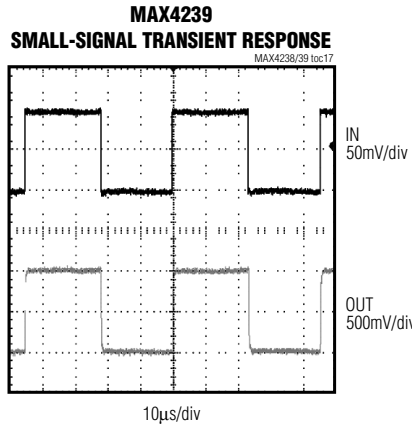 MAX4239
SMALL-SIGNAL TRANSIENT RESPONSE
MAX4238/39 toc17
IN
50mV/div
OUT
500mV/div
10μs/div